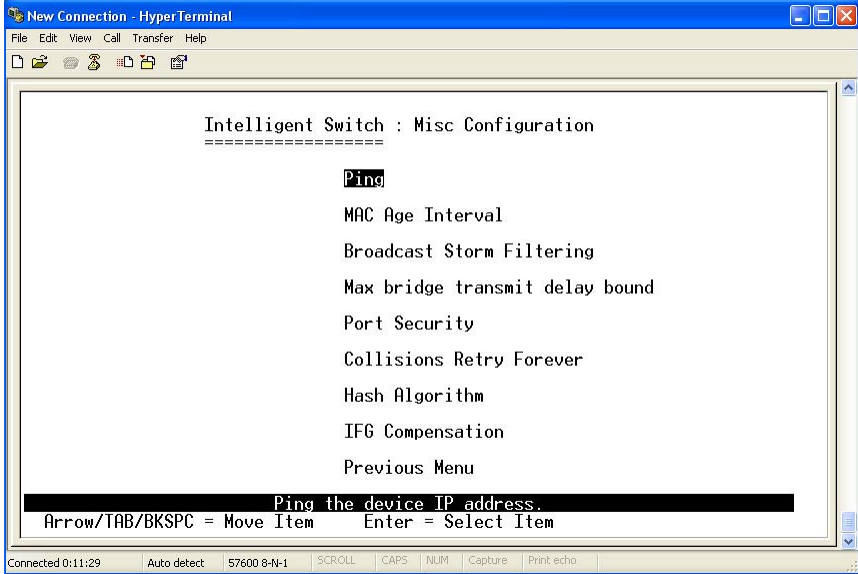 New Connection - HyperTerminal
File Edit View Call Transfer Help
Intelligent Switch : Misc Configuration
==================
Ping
MAC Age Interval
Broadcast Storm Filtering
Max bridge transmit delay bound
Port Security
Collisions Retry Forever
Hash Algorithm
IFG Compensation
Previous Menu
Ping the device IP address.
Arrow/TAB/BKSPC = Move Item Enter = Select Item
Connected 0:11:29 Auto detect 57600 8-N-1 SCROLL CAPS NUM Capture Print echo